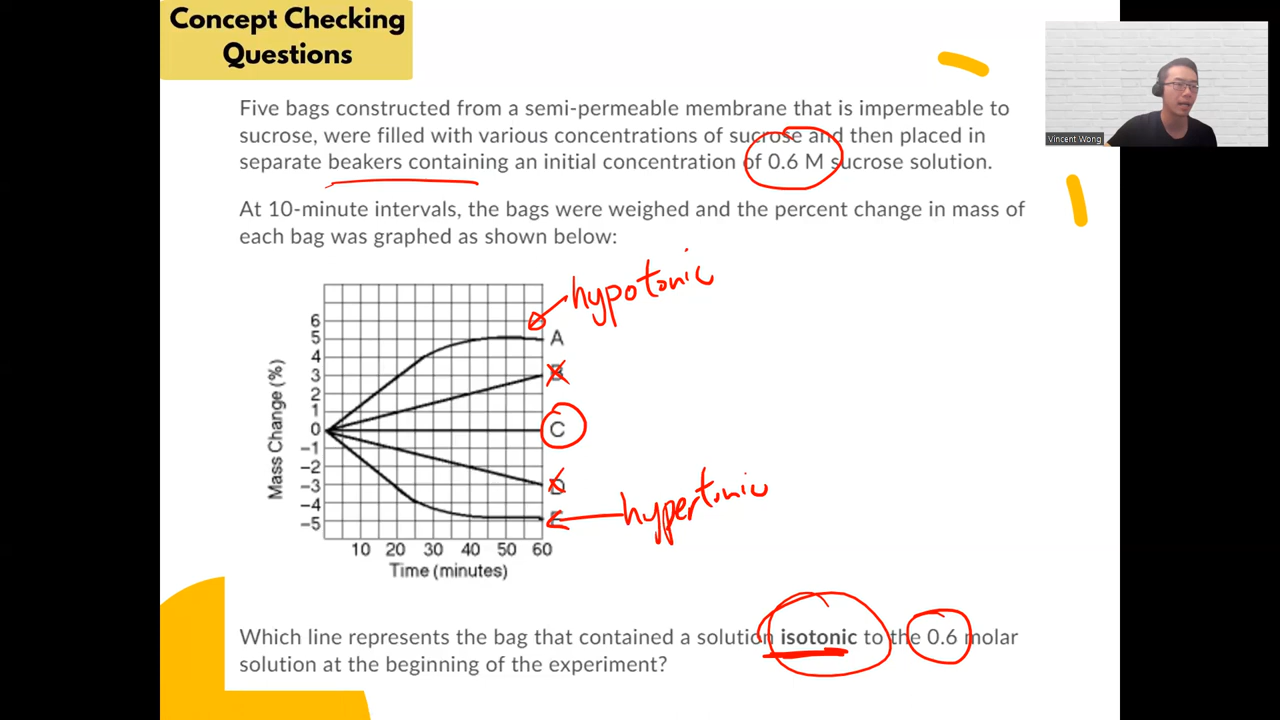 Concept Checking
Questions
Vincent Wong
Five bags constructed from a semi-permeable membrane that is impermeable to
sucrose, were filled with various concentrations of sucrose and then placed in
separate beakers containing an initial concentration of 0.6 M sucrose solution.
At 10-minute intervals, the bags were weighed and the percent change in mass of
each bag was graphed as shown below:
hypotonic
6
5
4
3
2
1
0
−1
−2
−3
−4
−5
Mass Change (%)
A
B
C
D
E
hypertonic
10 20 30 40 50 60
Time (minutes)
Which line represents the bag that contained a solution isotonic to the 0.6 molar
solution at the beginning of the experiment?